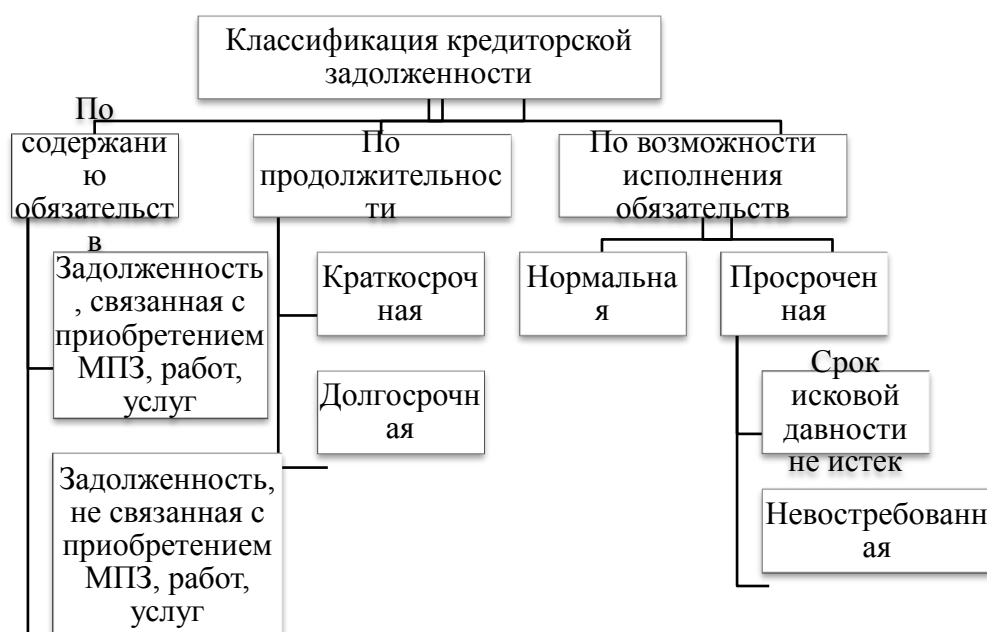 Классификация кредиторской
задолженности
По
содержани
ю
обязательст
в
По
продолжительнос
ти
По возможности
исполнения
обязательств
Задолженность
, связанная с
приобретением
МПЗ, работ,
услуг
Задолженность,
не связанная с
приобретением
МПЗ, работ,
услуг
Краткосроч
ная
Долгосрочн
ая
Нормальна
я
Просрочен
ная
Срок
исковой
давности
не истек
Невостребованн
ая